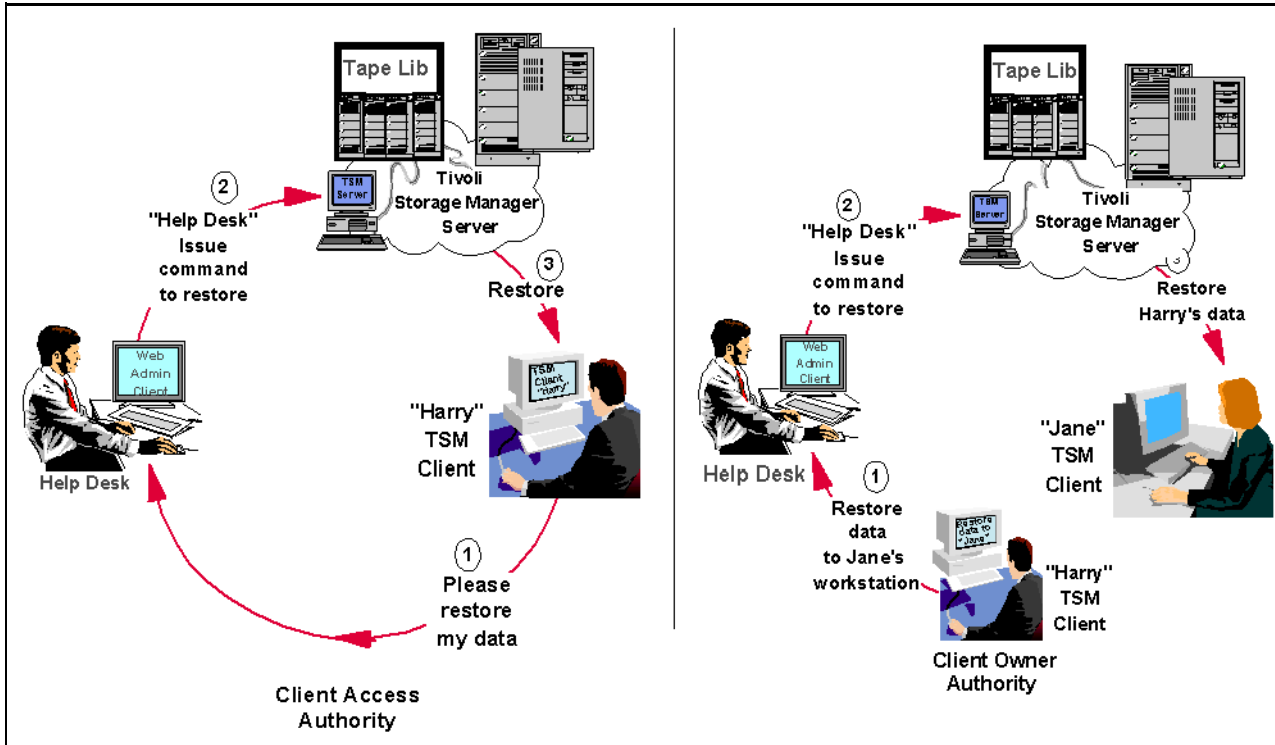 Tape Lib
TSM
Server
Tivoli
Storage Manager
Server
2
"Help Desk"
Issue
command
to restore
3
Restore
Web
Admin
Client
Help Desk
TSM
Client
"Harry"
"Harry"
TSM
Client
1
Please
restore
my data
Client Access
Authority
Tape Lib
TSM
Server
Tivoli
Storage Manager
Server
2
"Help Desk"
Issue
command
to restore
3
Restore
Harry's data
Web
Admin
Client
Help Desk
"Jane"
TSM
Client
1
Restore
data
to Jane's
workstation
Restore
data to
"Jane"
"Harry"
TSM
Client
Client Owner
Authority